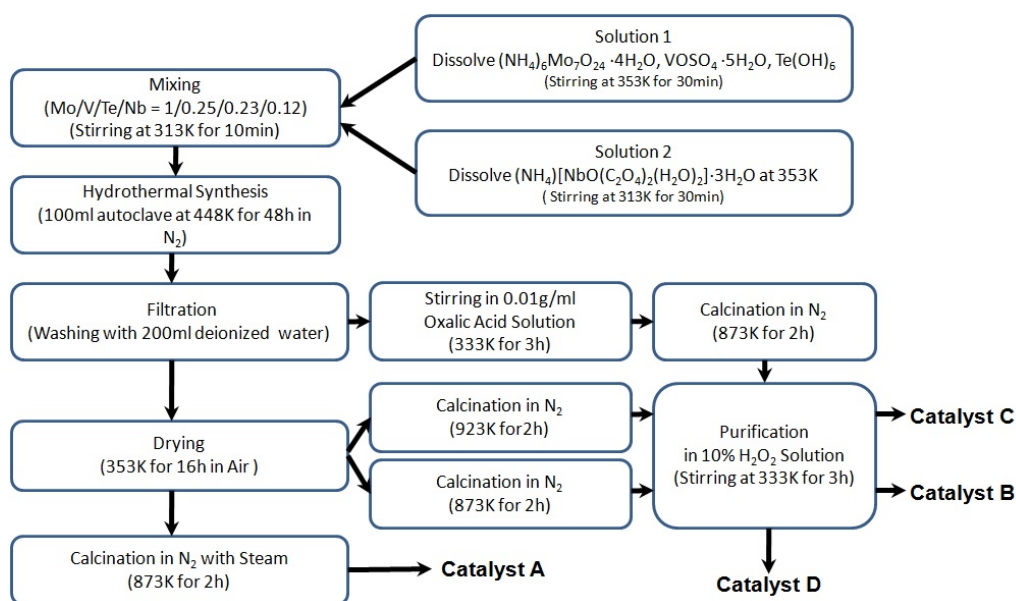 Solution 1
Dissolve (NH₄)₆Mo₇O₂₄ ·4H₂O, VOSO₄ ·5H₂O, Te(OH)₆
(Stirring at 353K for 30min)
Mixing
(Mo/V/Te/Nb = 1/0.25/0.23/0.12)
(Stirring at 313K for 10min)
Solution 2
Dissolve (NH₄)[NbO(C₂O₄)₂(H₂O)₂]·3H₂O at 353K
( Stirring at 313K for 30min)
Hydrothermal Synthesis
(100ml autoclave at 448K for 48h in
N₂)
Filtration
(Washing with 200ml deionized water)
Stirring in 0.01g/ml
Oxalic Acid Solution
(333K for 3h)
Calcination in N₂
(873K for 2h)
Drying
(353K for 16h in Air )
Calcination in N₂
(923K for2h)
Calcination in N₂
(873K for 2h)
Purification
in 10% H₂O₂ Solution
(Stirring at 333K for 3h)
Catalyst C
Catalyst B
Calcination in N₂ with Steam
(873K for 2h)
Catalyst A
Catalyst D